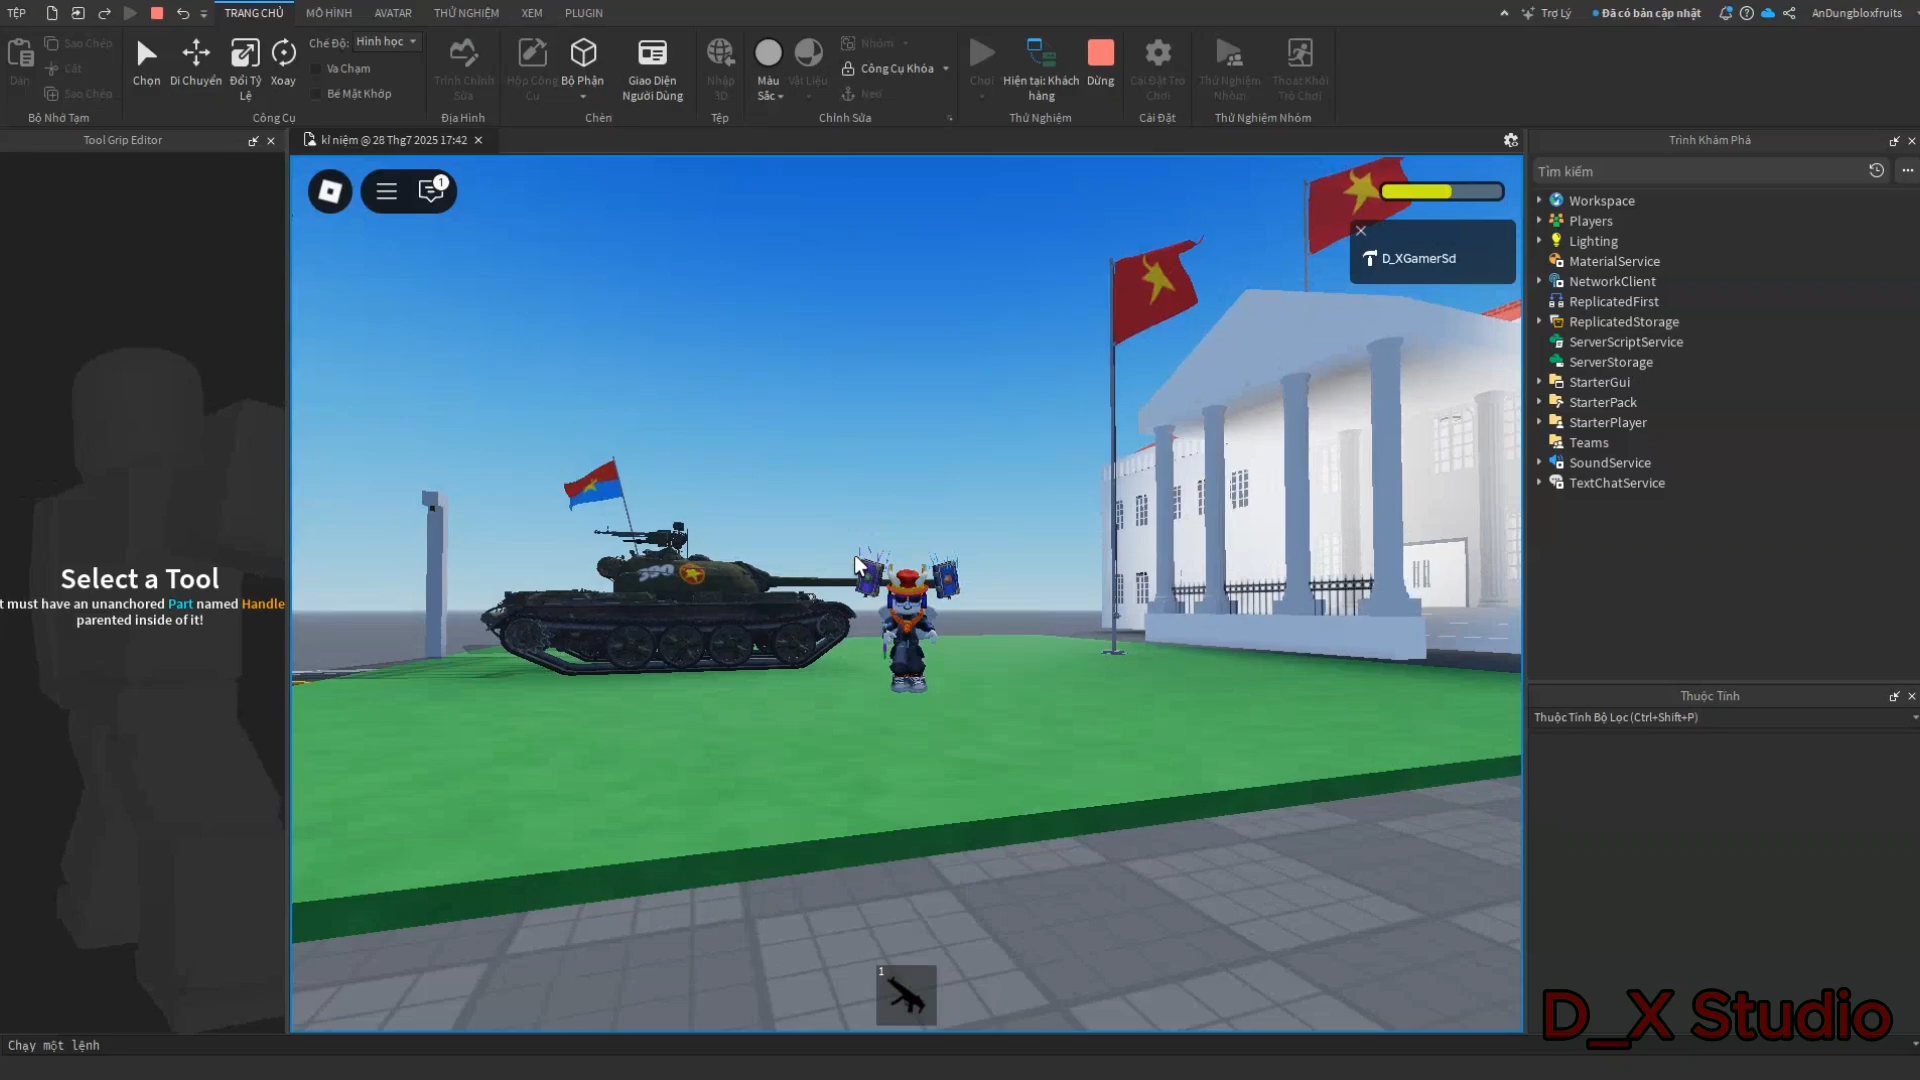 TỆP
TRANG CHỦ
MÔ HÌNH
AVATAR
THỬ NGHIỆM
XEM
PLUGIN
Trợ Lý
Đã có bản cập nhật
AnDungbloxfruits
Dán
Sao Chép
Cắt
Sao Chép
Bộ Nhớ Tạm
Chọn
Di Chuyển
Đổi Tỷ Lệ
Xoay
Chế Độ:
Hình học
Va Chạm
Bề Mặt Khớp
Công Cụ
Trình Chỉnh Sửa
Địa Hình
Hộp Công Cụ
Bộ Phận
Giao Diện Người Dùng
Chèn
Nhập 3D
Tệp
Màu Sắc
Vật Liệu
Nhóm
Công Cụ Khóa
Neo
Chỉnh Sửa
Chơi
Hiện tại: Khách hàng
Dừng
Thử Nghiệm
Cài Đặt Trò Chơi
Cài Đặt
Thử Nghiệm Nhóm
Thoát Khỏi Trò Chơi
Thử Nghiệm Nhóm
Tool Grip Editor
kỉ niệm @ 28 Thg7 2025 17:42
Trình Khám Phá
Tìm kiếm
1
D_XGamerSd
390
Workspace
Players
Lighting
MaterialService
NetworkClient
ReplicatedFirst
ReplicatedStorage
ServerScriptService
ServerStorage
StarterGui
StarterPack
StarterPlayer
Teams
SoundService
TextChatService
Select a Tool
t must have an unanchored Part named Handle
parented inside of it!
Thuộc Tính
Thuộc Tính Bộ Lọc (Ctrl+Shift+P)
1
D_X Studio
Chạy một lệnh